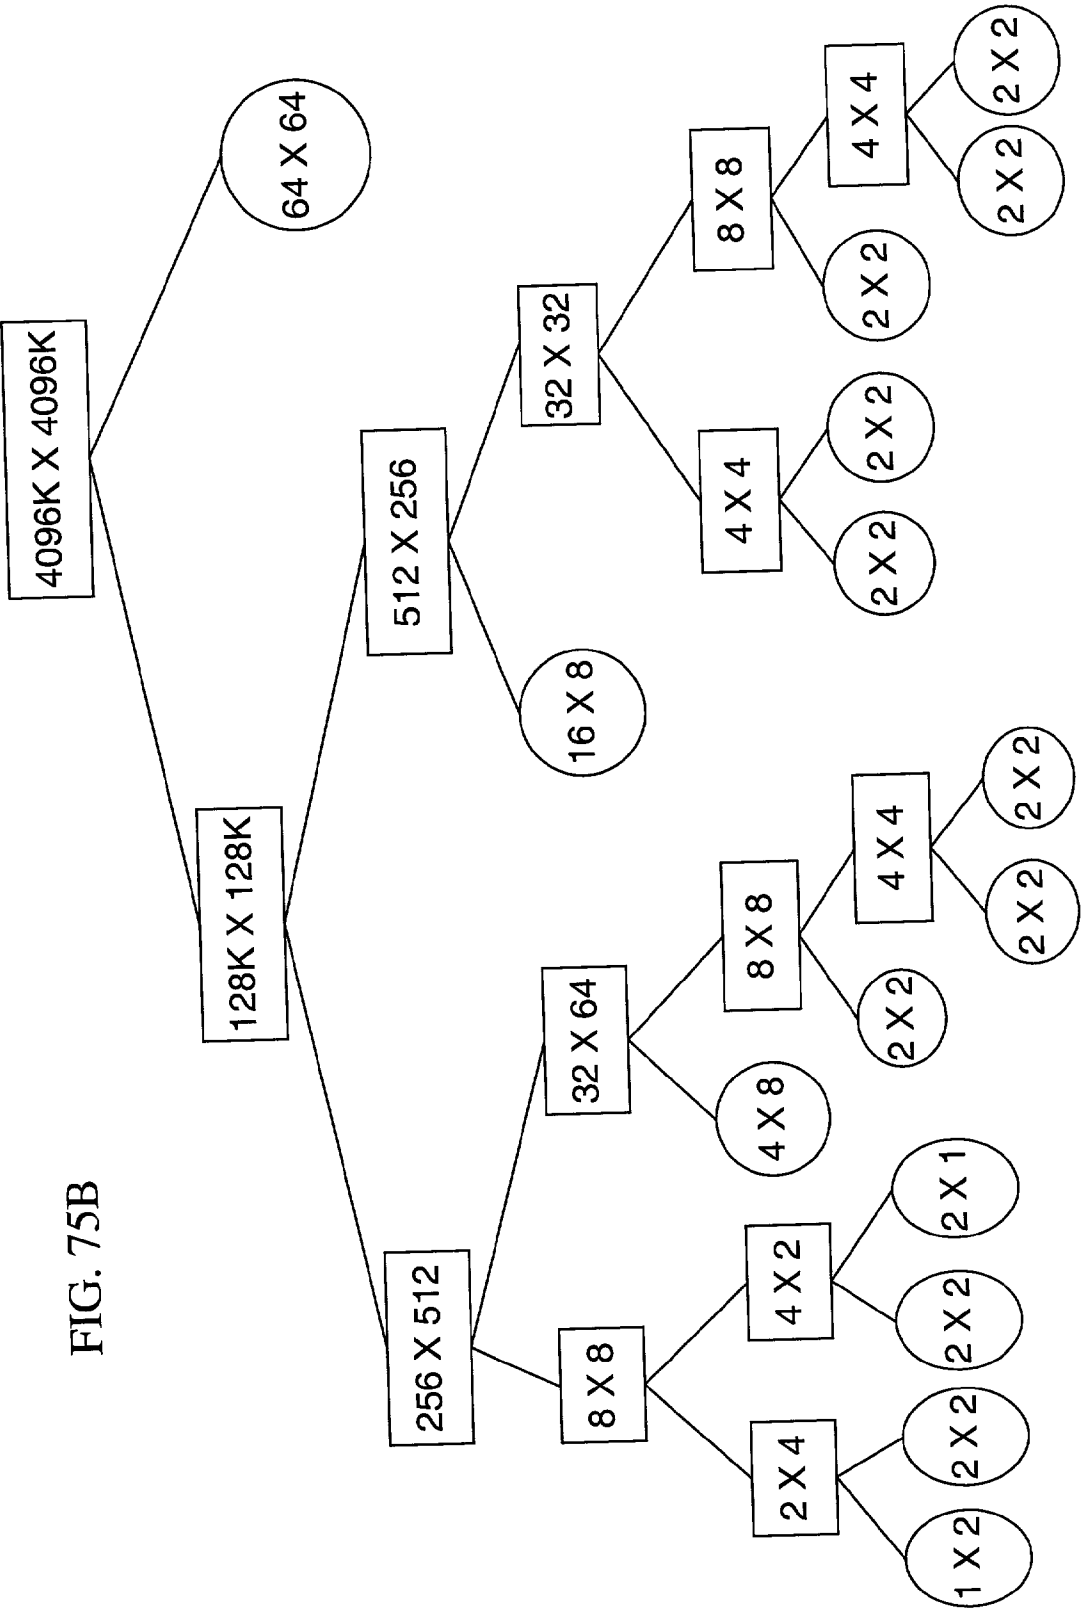 FIG. 75B
4096K X 4096K
128K X 128K
64 X 64
256 X 512
512 X 256
8 X 8
32 X 64
16 X 8
32 X 32
2 X 4
4 X 2
4 X 8
8 X 8
4 X 4
8 X 8
1 X 2
2 X 2
2 X 2
2 X 1
2 X 2
4 X 4
2 X 2
2 X 2
2 X 2
4 X 4
2 X 2
2 X 2
2 X 2
2 X 2